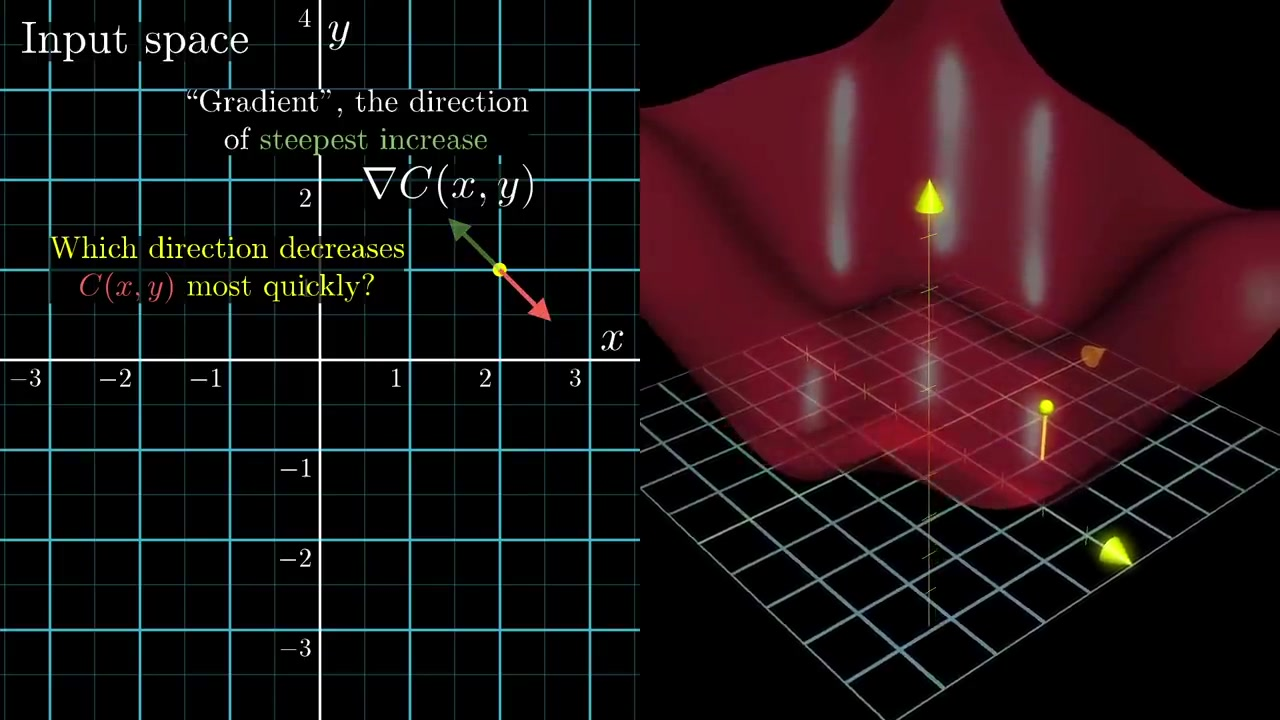 Input space
4
y
“Gradient”, the direction
of steepest increase
∇C(x, y)
2
Which direction decreases
C(x, y) most quickly?
x
−3 −2 −1 1 2 3
−1
−2
−3